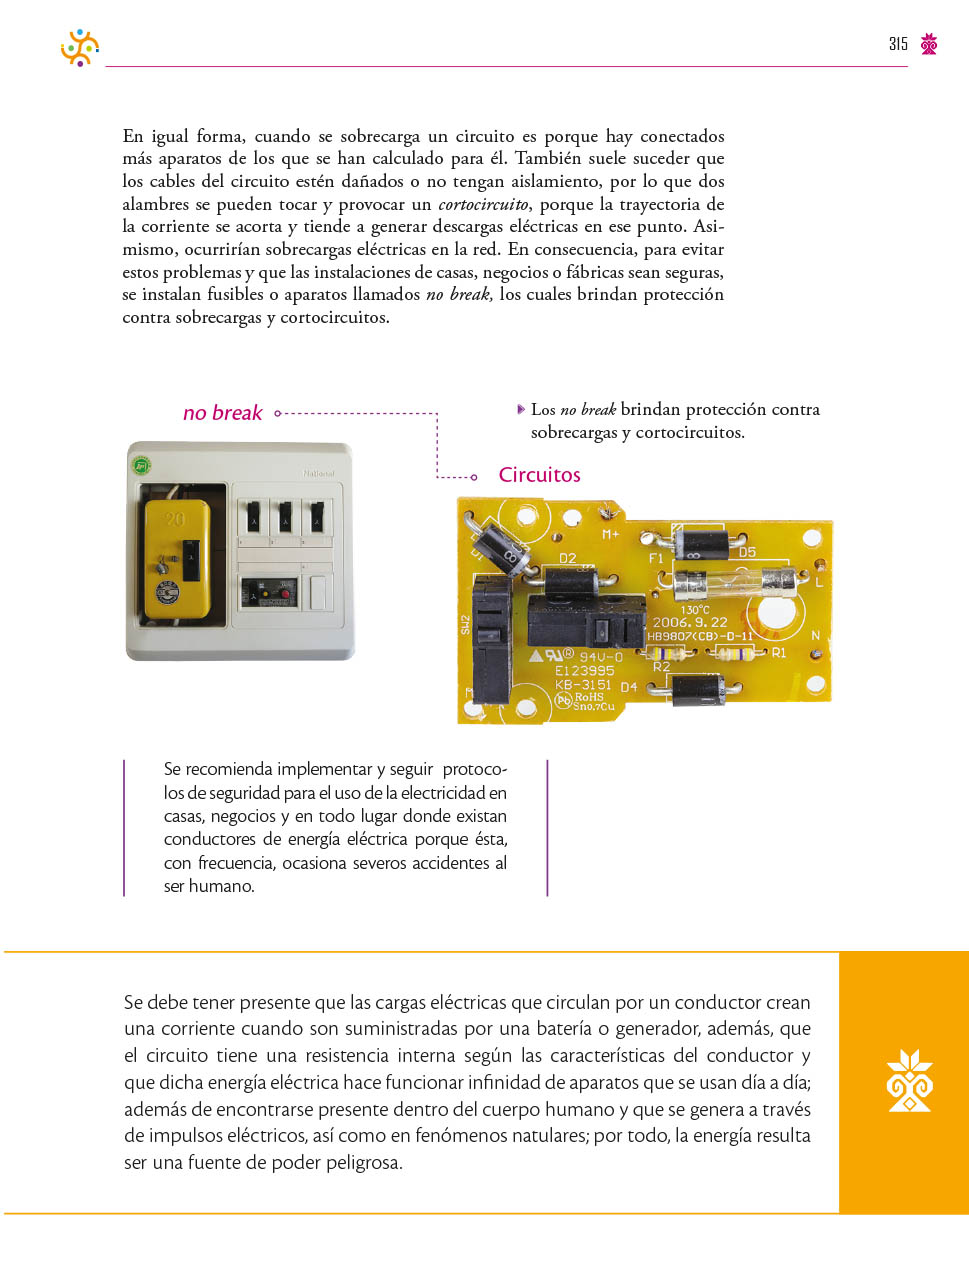 315
En igual forma, cuando se sobrecarga un circuito es porque hay conectados
más aparatos de los que se han calculado para él. También suele suceder que
los cables del circuito estén dañados o no tengan aislamiento, por lo que dos
alambres se pueden tocar y provocar un cortocircuito, porque la trayectoria de
la corriente se acorta y tiende a generar descargas eléctricas en ese punto. Asi-
mismo, ocurrirían sobrecargas eléctricas en la red. En consecuencia, para evitar
estos problemas y que las instalaciones de casas, negocios o fábricas sean seguras,
se instalan fusibles o aparatos llamados no break, los cuales brindan protección
contra sobrecargas y cortocircuitos.
no break
Los no break brindan protección contra
sobrecargas y cortocircuitos.
Circuitos
National
20
M+
D1
D2
F1
D5
L
130°C
2006.9.22
HB9807(CB)-D-11
N
SW2
94V-0
R1
E123995
R2
KB-3151
D4
Pb RoHS
Sn0.7Cu
Se recomienda implementar y seguir protoco-
los de seguridad para el uso de la electricidad en
casas, negocios y en todo lugar donde existan
conductores de energía eléctrica porque ésta,
con frecuencia, ocasiona severos accidentes al
ser humano.
Se debe tener presente que las cargas eléctricas que circulan por un conductor crean
una corriente cuando son suministradas por una batería o generador, además, que
el circuito tiene una resistencia interna según las características del conductor y
que dicha energía eléctrica hace funcionar infinidad de aparatos que se usan día a día;
además de encontrarse presente dentro del cuerpo humano y que se genera a través
de impulsos eléctricos, así como en fenómenos natulares; por todo, la energía resulta
ser una fuente de poder peligrosa.